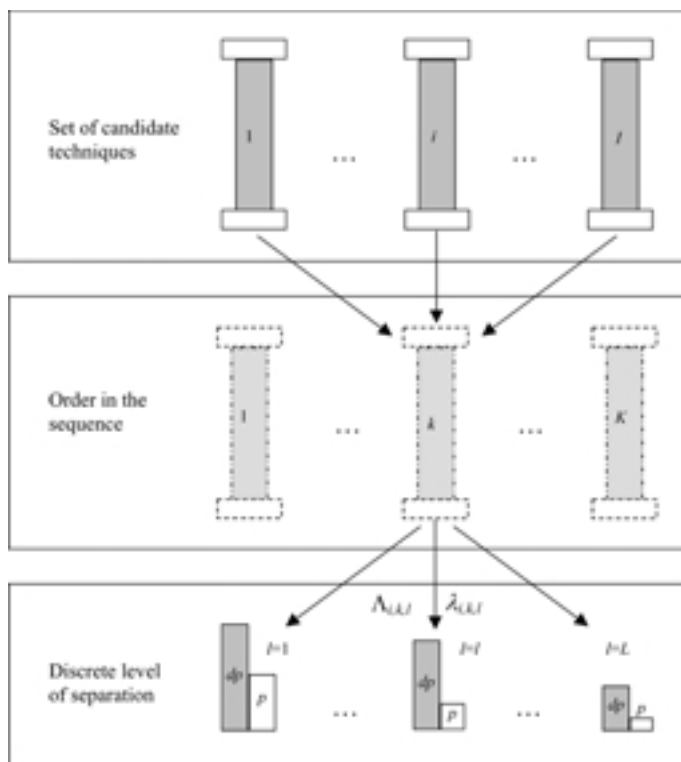 1
i
I
Set of candidate
techniques
...
...
1
k
K
Order in the
sequence
...
...
Λi,k,l
λi,k,l
l=1
l=l
l=L
dp
p
dp
p
dp
p
Discrete level
of separation
...
...